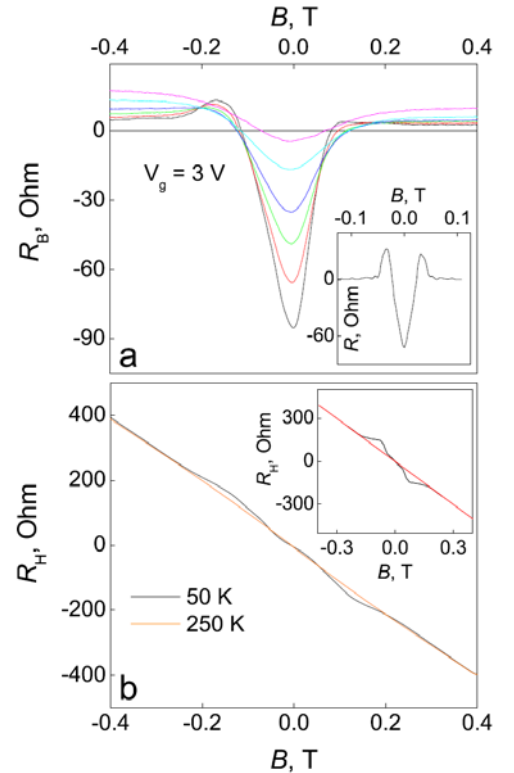 B, T
-0.4 -0.2 0.0 0.2 0.4
0
-30
-60
-90
R_B, Ohm
V_g = 3 V
a
B, T
-0.1 0.0 0.1
0
-60
R, Ohm
400
200
0
-200
-400
R_H, Ohm
50 K
250 K
b
300
0
-300
R_H, Ohm
-0.3 0.0 0.3
B, T
-0.4 -0.2 0.0 0.2 0.4
B, T